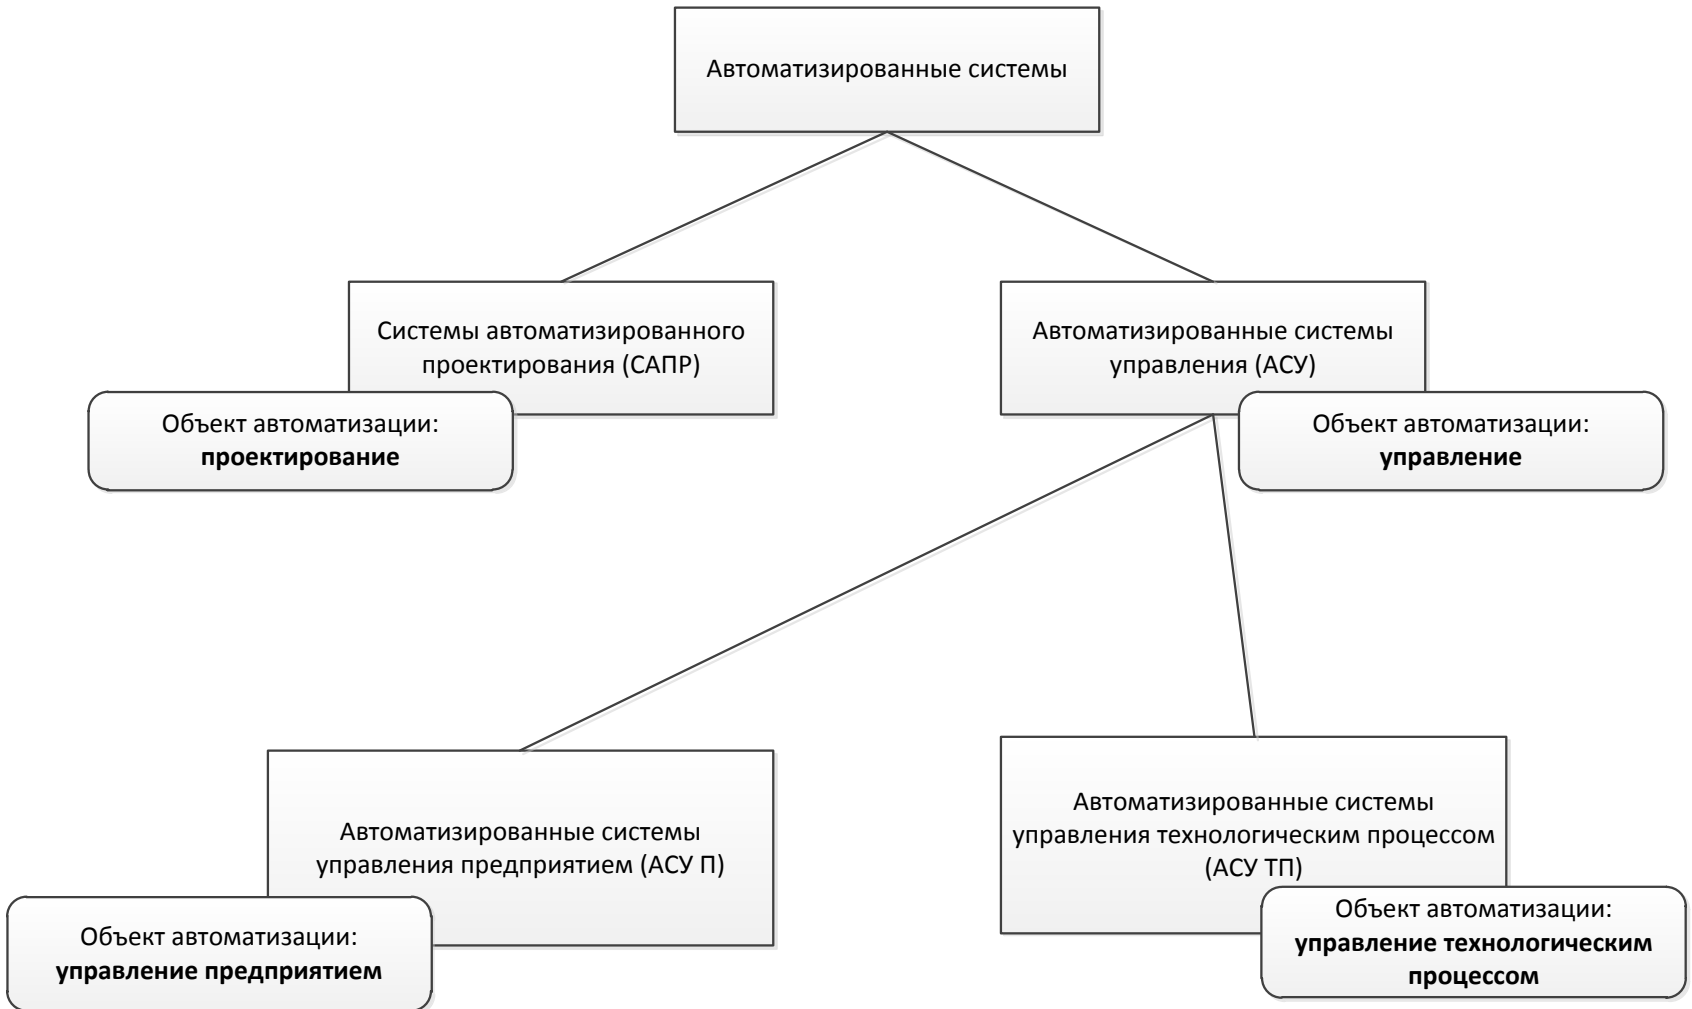 Автоматизированные системы
Системы автоматизированного
проектирования (САПР)
Объект автоматизации:
проектирование
Автоматизированные системы
управления (АСУ)
Объект автоматизации:
управление
Автоматизированные системы
управления предприятием (АСУ П)
Объект автоматизации:
управление предприятием
Автоматизированные системы
управления технологическим процессом
(АСУ ТП)
Объект автоматизации:
управление технологическим
процессом